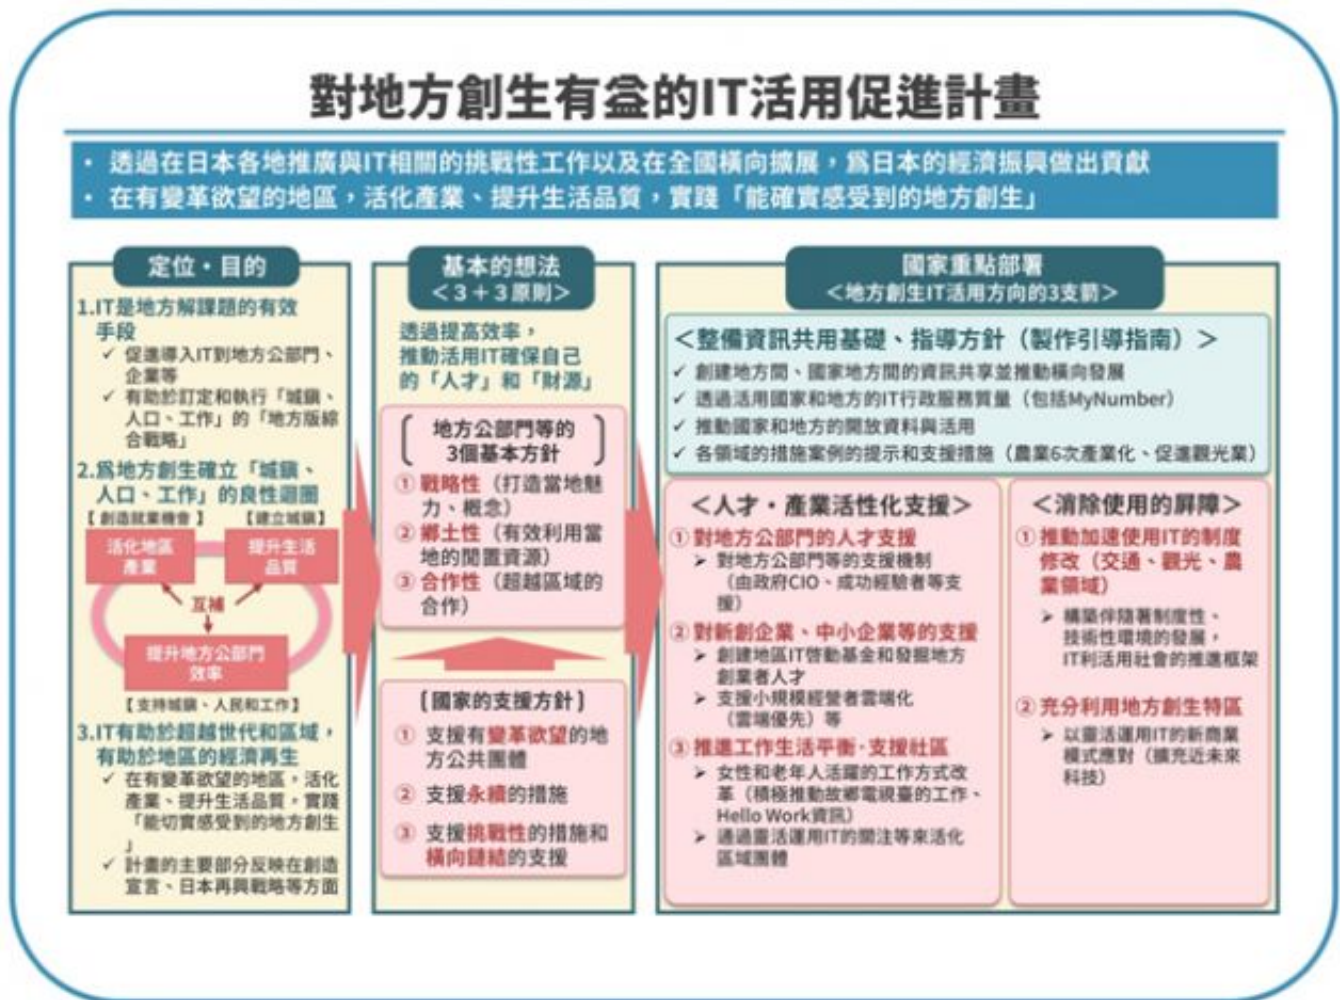 對地方創生有益的IT活用促進計畫
• 透過在日本各地推廣與IT相關的挑戰性工作以及在全國橫向擴展，為日本的經濟振興做出貢獻
• 在有變革欲望的地區，活化產業、提升生活品質，實踐「能確實感受到的地方創生」
定位・目的
1.IT是地方解課題的有效
手段
✓ 促進導入IT到地方公部門、
企業等
✓ 有助於訂定和執行「城鎮、
人口、工作」的「地方版綜
合戰略」
2.為地方創生確立「城鎮、
人口、工作」的良性迴圈
【創造就業機會】 【建立城鎮】
活化地區
產業
提升生活
品質
互補
提升地方公部門
效率
【支持城鎮、人民和工作】
3.IT有助於超越世代和區域，
有助於地區的經濟再生
✓ 在有變革欲望的地區，活化
產業、提升生活品質，實踐
「能切實感受到的地方創生
」
✓ 計畫的主要部分反映在創造
宣言、日本再興戰略等方面
基本的想法
＜3＋3原則＞
透過提高效率，
推動活用IT確保自己
的「人才」和「財源」
〔地方公部門等的
3個基本方針〕
① 戰略性（打造當地魅
力、概念）
② 鄉土性（有效利用當
地的閒置資源）
③ 合作性（超越區域的
合作）
〔國家的支援方針〕
① 支援有變革欲望的地
方公共團體
② 支援永續的措施
③ 支援挑戰性的措施和
橫向鏈結的支援
國家重點部署
＜地方創生IT活用方向的3支箭＞
＜整備資訊共用基礎、指導方針（製作引導指南）＞
✓ 創建地方間、國家地方間的資訊共享並推動橫向發展
✓ 透過活用國家和地方的IT行政服務質量（包括MyNumber）
✓ 推動國家和地方的開放資料與活用
✓ 各領域的措施案例的提示和支援措施（農業6次產業化、促進觀光業）
＜人才・產業活性化支援＞
① 對地方公部門的人才支援
➢ 對地方公部門等的支援機制
（由政府CIO、成功經驗者等支
援）
② 對新創企業、中小企業等的支援
➢ 創建地區IT啓動基金和發掘地方
創業者人才
➢ 支援小規模經營者雲端化
（雲端優先）等
③ 推進工作生活平衡・支援社區
➢ 女性和老年人活躍的工作方式改
革（積極推動故鄉電視臺的工作、
Hello Work資訊）
➢ 通過靈活運用IT的關注等來活化
區域團體
＜消除使用的屏障＞
① 推動加速使用IT的制度
修改（交通、觀光、農
業領域）
➢ 構築伴隨著制度性、
技術性環境的發展，
IT利活用社會的推進框架
② 充分利用地方創生特區
➢ 以靈活運用IT的新商業
模式應對（擴充近未來
科技）